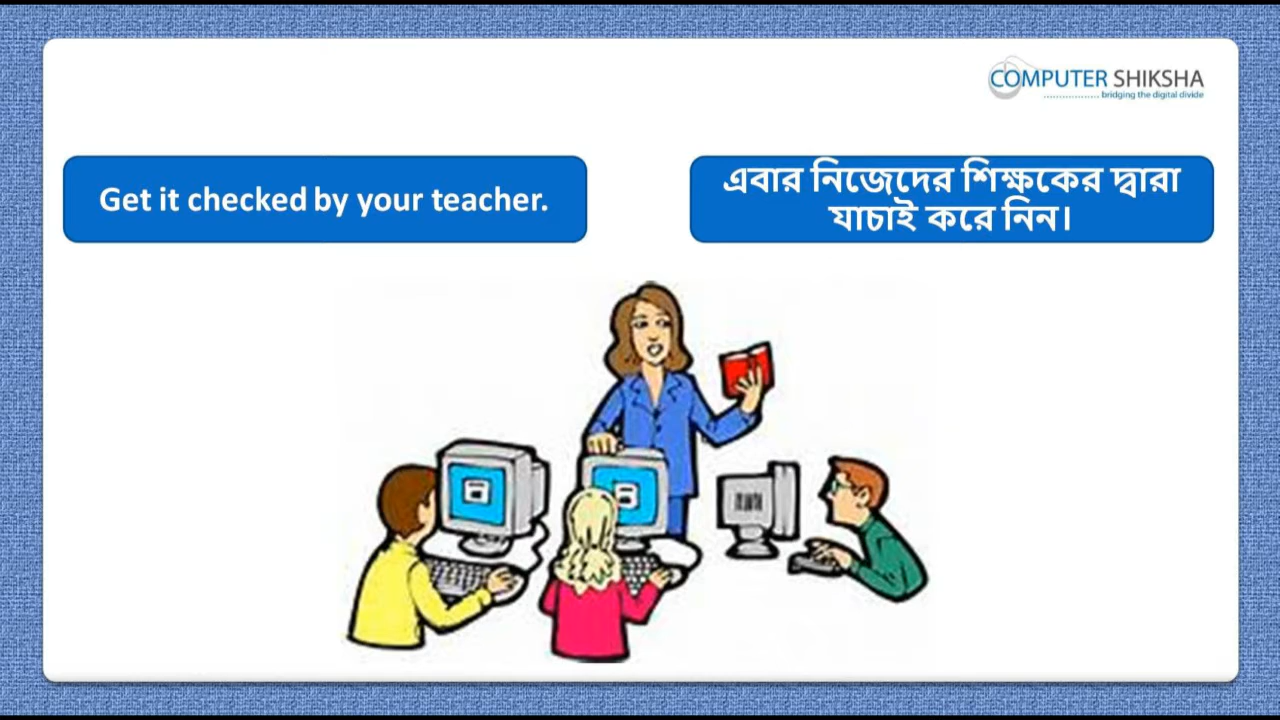 COMPUTER SHIKSHA
bridging the digital divide
Get it checked by your teacher.
এবার নিজেদের শিক্ষকের দ্বারা
যাচাই করে নিন।